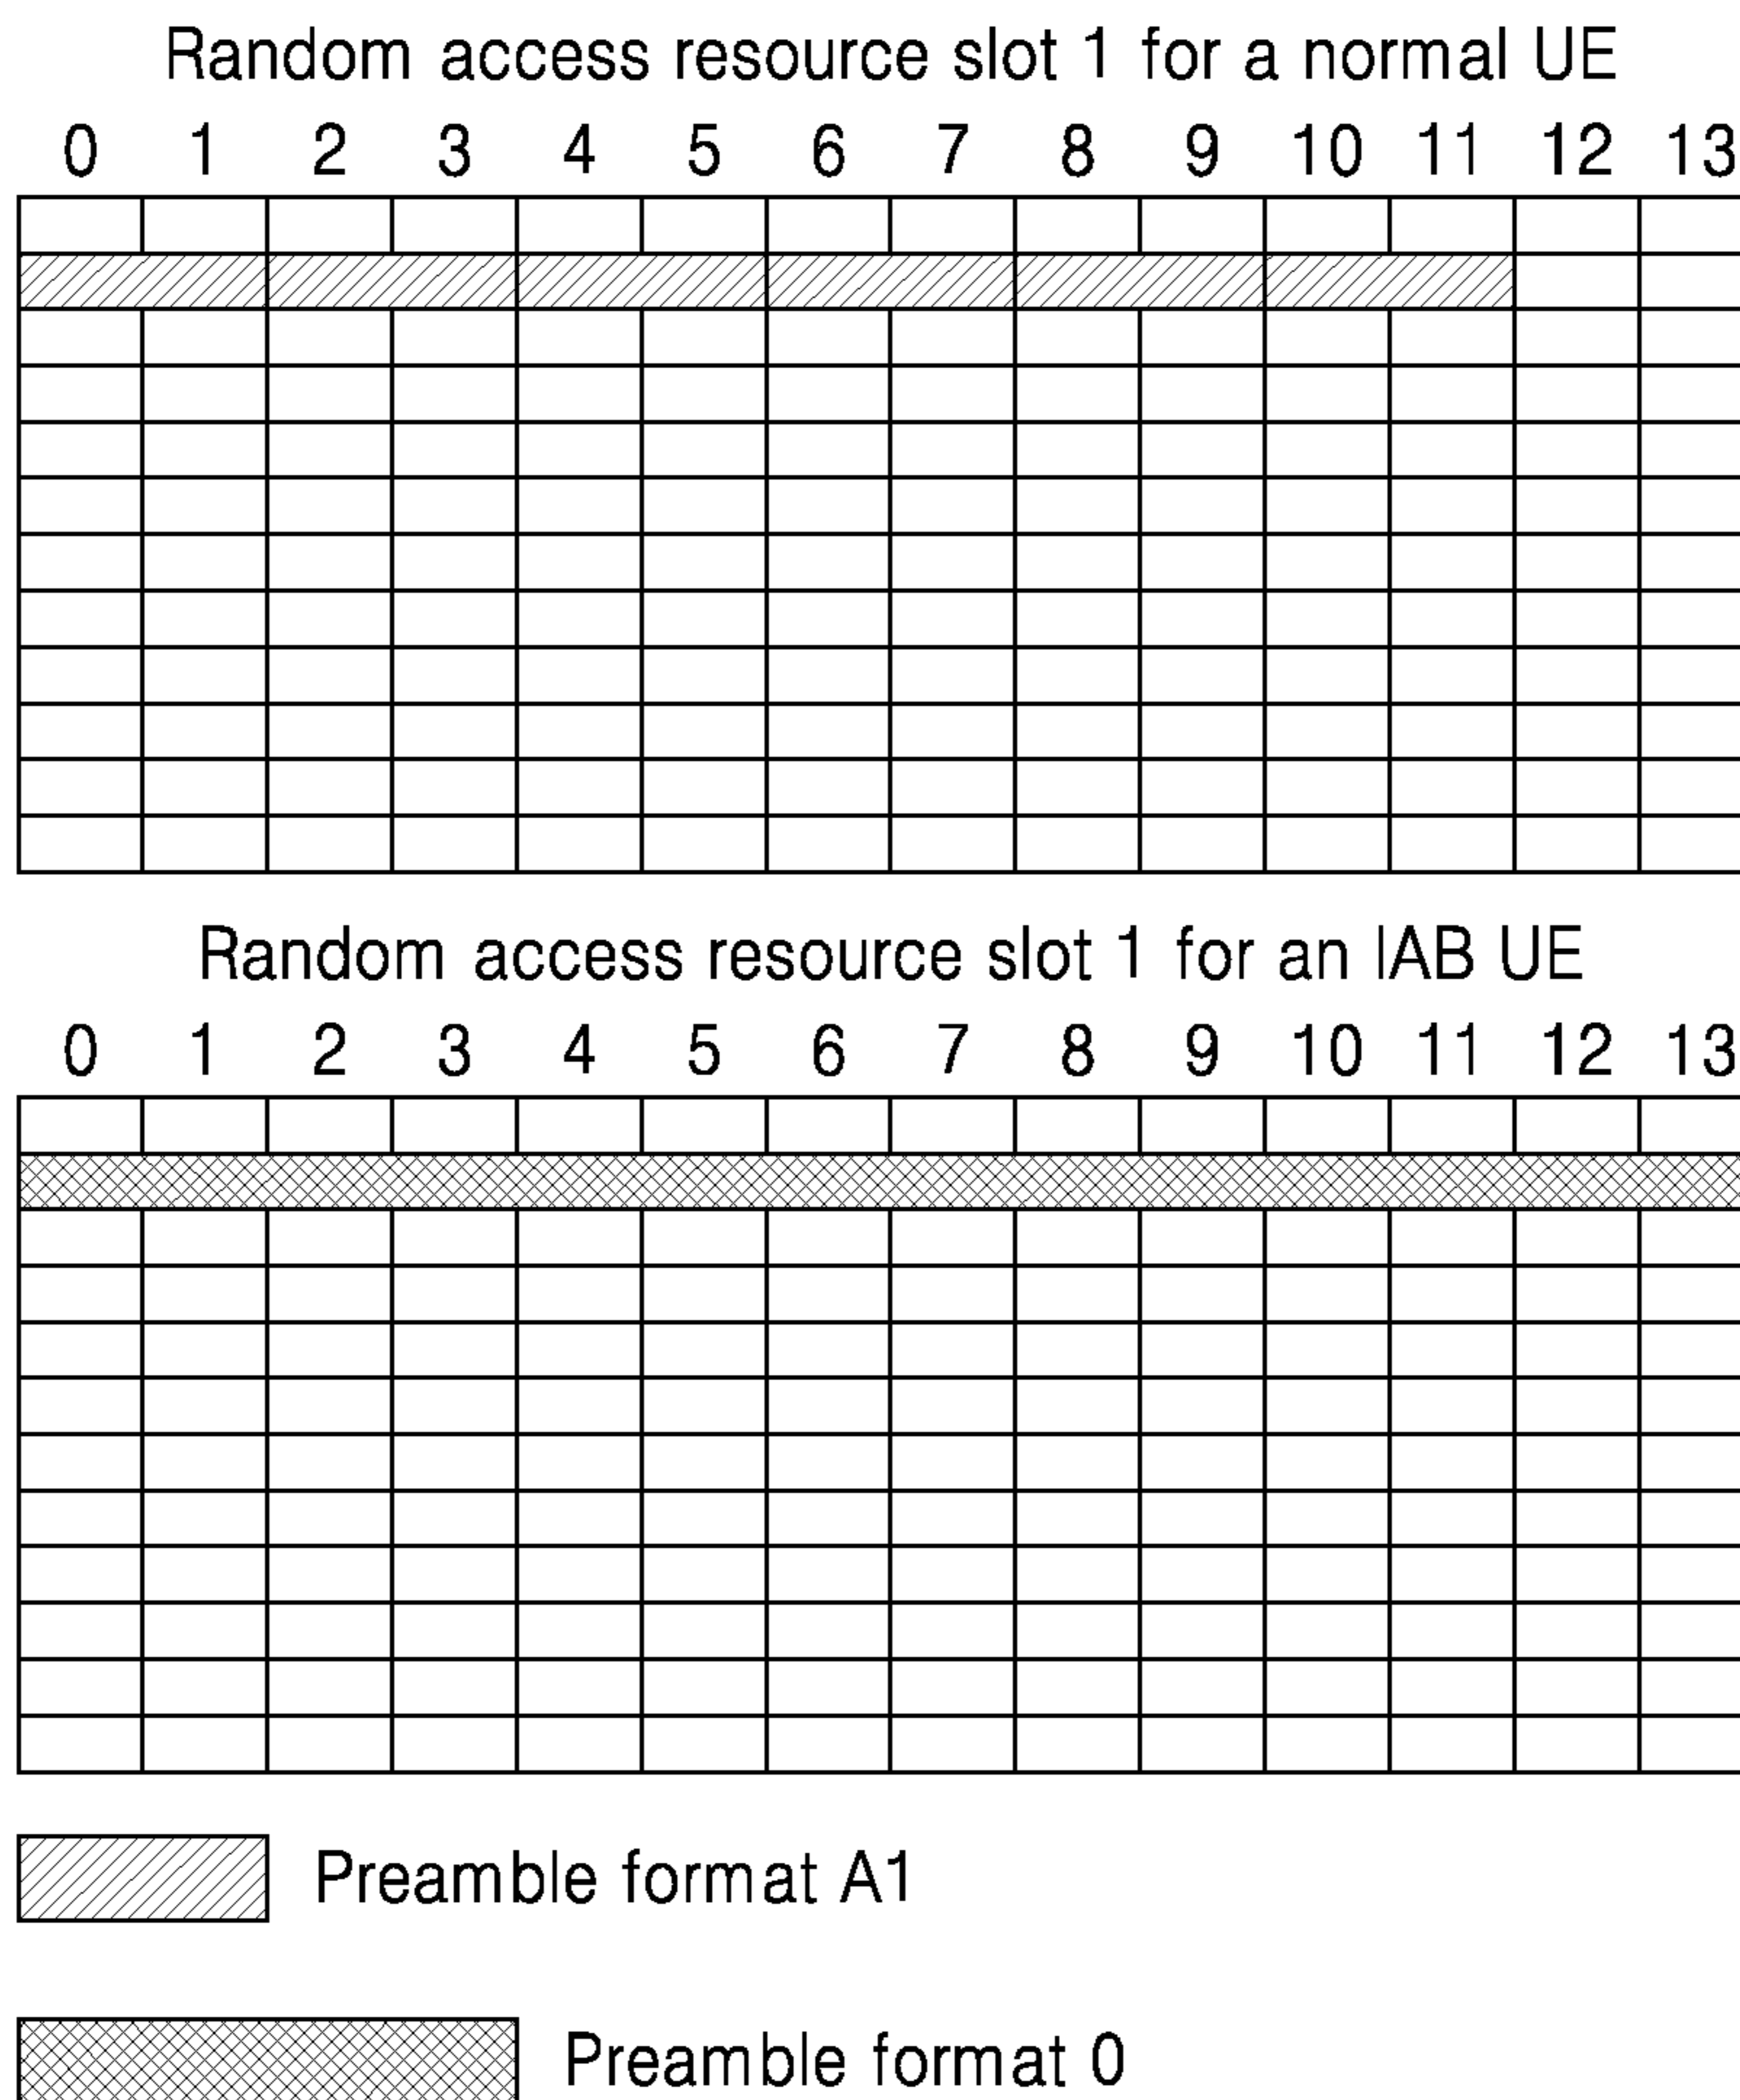 Random access resource slot 1 for a normal UE
0 1 2 3 4 5 6 7 8 9 10 11 12 13
Random access resource slot 1 for an IAB UE
0 1 2 3 4 5 6 7 8 9 10 11 12 13
Preamble format A1
Preamble format 0